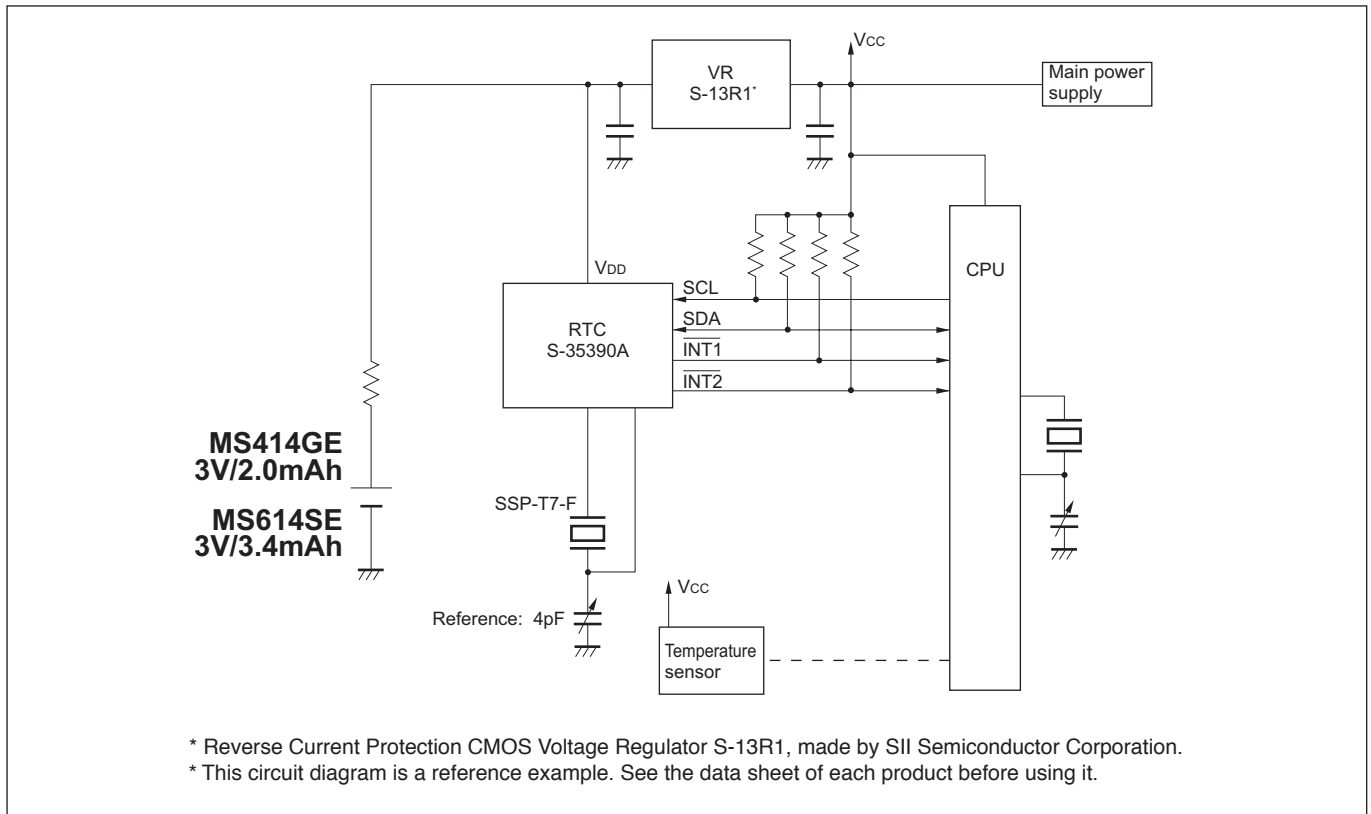 Vcc
VR
S-13R1*
Main power
supply
VDD
CPU
SCL
RTC
S-35390A
SDA
INT1
INT2
MS414GE
3V/2.0mAh
MS614SE
3V/3.4mAh
SSP-T7-F
Reference: 4pF
Vcc
Temperature
sensor
* Reverse Current Protection CMOS Voltage Regulator S-13R1, made by SII Semiconductor Corporation.
* This circuit diagram is a reference example. See the data sheet of each product before using it.